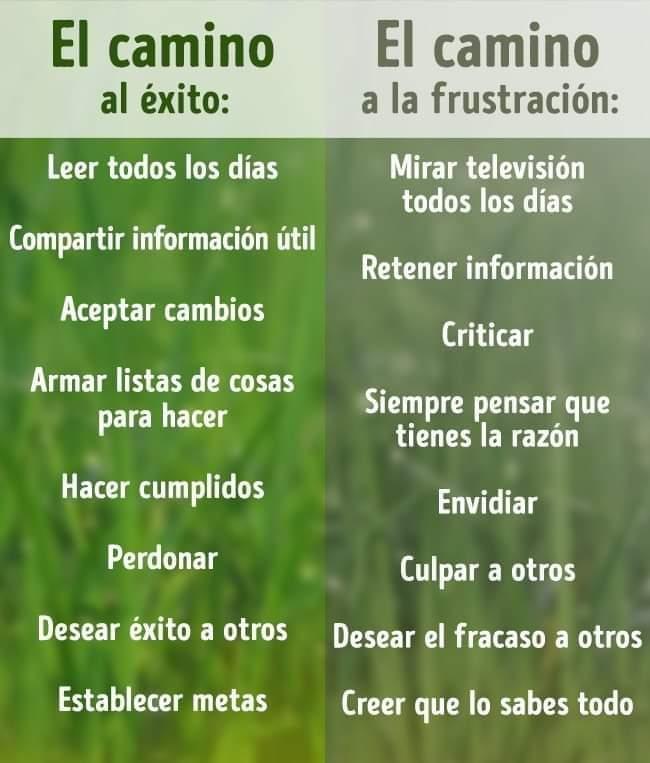 El camino
al éxito:
Leer todos los días
Compartir información útil
Aceptar cambios
Armar listas de cosas
para hacer
Hacer cumplidos
Perdonar
Desear éxito a otros
Establecer metas
El camino
a la frustración:
Mirar televisión
todos los días
Retener información
Criticar
Siempre pensar que
tienes la razón
Envidiar
Culpar a otros
Desear el fracaso a otros
Creer que lo sabes todo